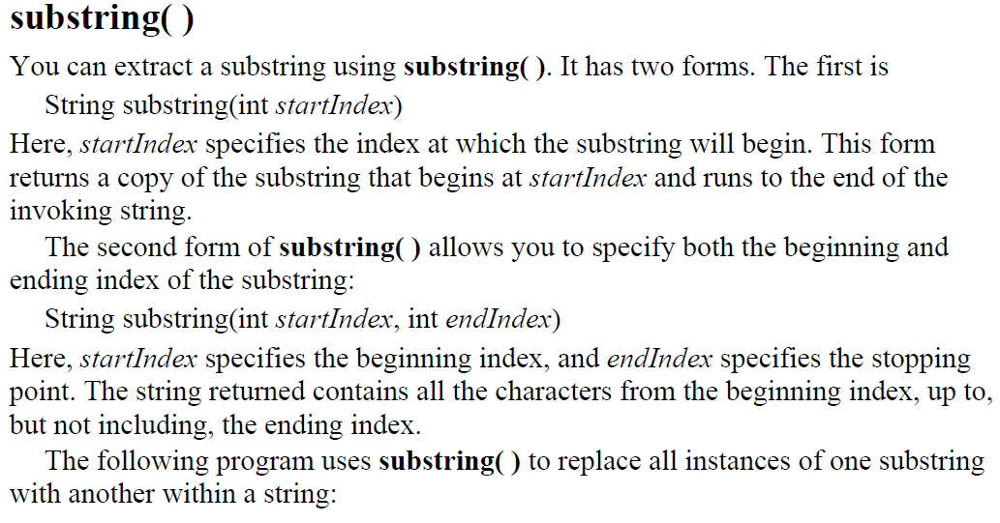 substring( )
You can extract a substring using substring( ). It has two forms. The first is
String substring(int startIndex)
Here, startIndex specifies the index at which the substring will begin. This form
returns a copy of the substring that begins at startIndex and runs to the end of the
invoking string.
The second form of substring( ) allows you to specify both the beginning and
ending index of the substring:
String substring(int startIndex, int endIndex)
Here, startIndex specifies the beginning index, and endIndex specifies the stopping
point. The string returned contains all the characters from the beginning index, up to,
but not including, the ending index.
The following program uses substring( ) to replace all instances of one substring
with another within a string: